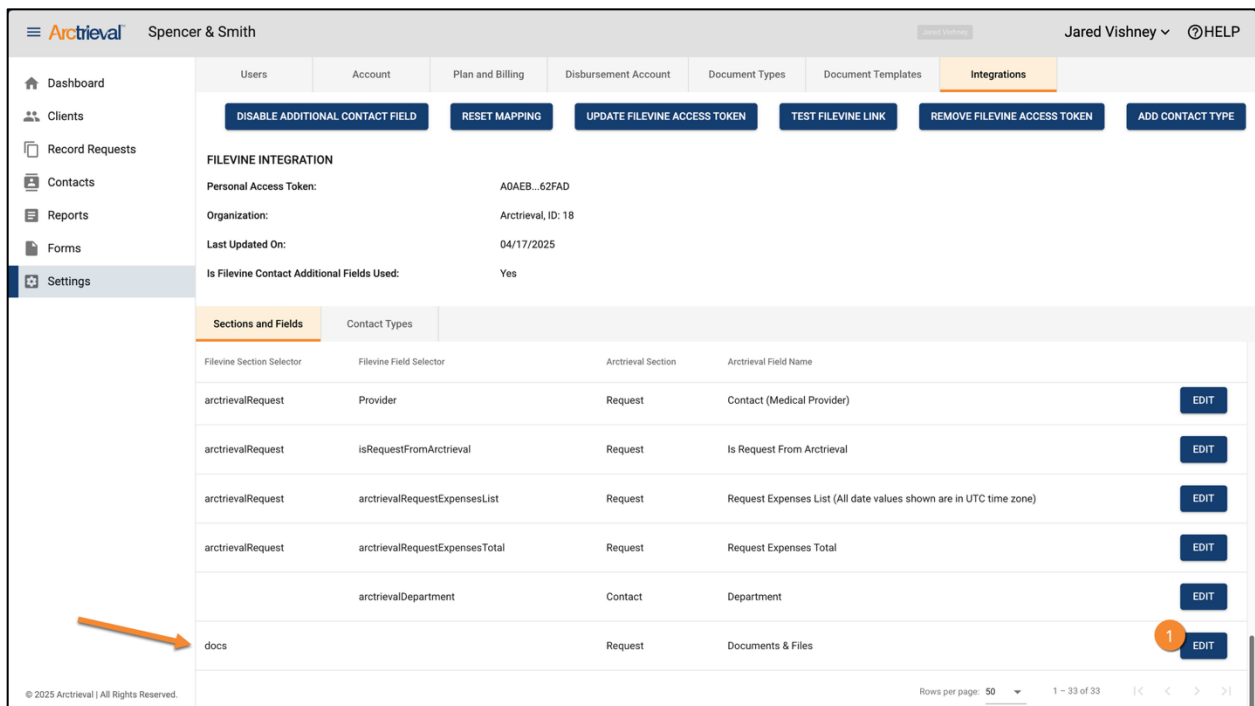 Arctrieval Spencer & Smith Jared Vishney Jared Vishney HELP
Dashboard
Clients
Record Requests
Contacts
Reports
Forms
Settings
© 2025 Arctrieval | All Rights Reserved.
Users Account Plan and Billing Disbursement Account Document Types Document Templates Integrations
DISABLE ADDITIONAL CONTACT FIELD RESET MAPPING UPDATE FILEVINE ACCESS TOKEN TEST FILEVINE LINK REMOVE FILEVINE ACCESS TOKEN ADD CONTACT TYPE
FILEVINE INTEGRATION
Personal Access Token: A0AEB...62FAD
Organization: Arctrieval, ID: 18
Last Updated On: 04/17/2025
Is Filevine Contact Additional Fields Used: Yes
Sections and Fields Contact Types
Filevine Section Selector Filevine Field Selector Arctrieval Section Arctrieval Field Name
arctrievalRequest Provider Request Contact (Medical Provider) EDIT
arctrievalRequest isRequestFromArctrieval Request Is Request From Arctrieval EDIT
arctrievalRequest arctrievalRequestExpensesList Request Request Expenses List (All date values shown are in UTC time zone) EDIT
arctrievalRequest arctrievalRequestExpensesTotal Request Request Expenses Total EDIT
arctrievalDepartment Contact Department EDIT
docs Request Documents & Files 1 EDIT
Rows per page: 50 1 – 33 of 33